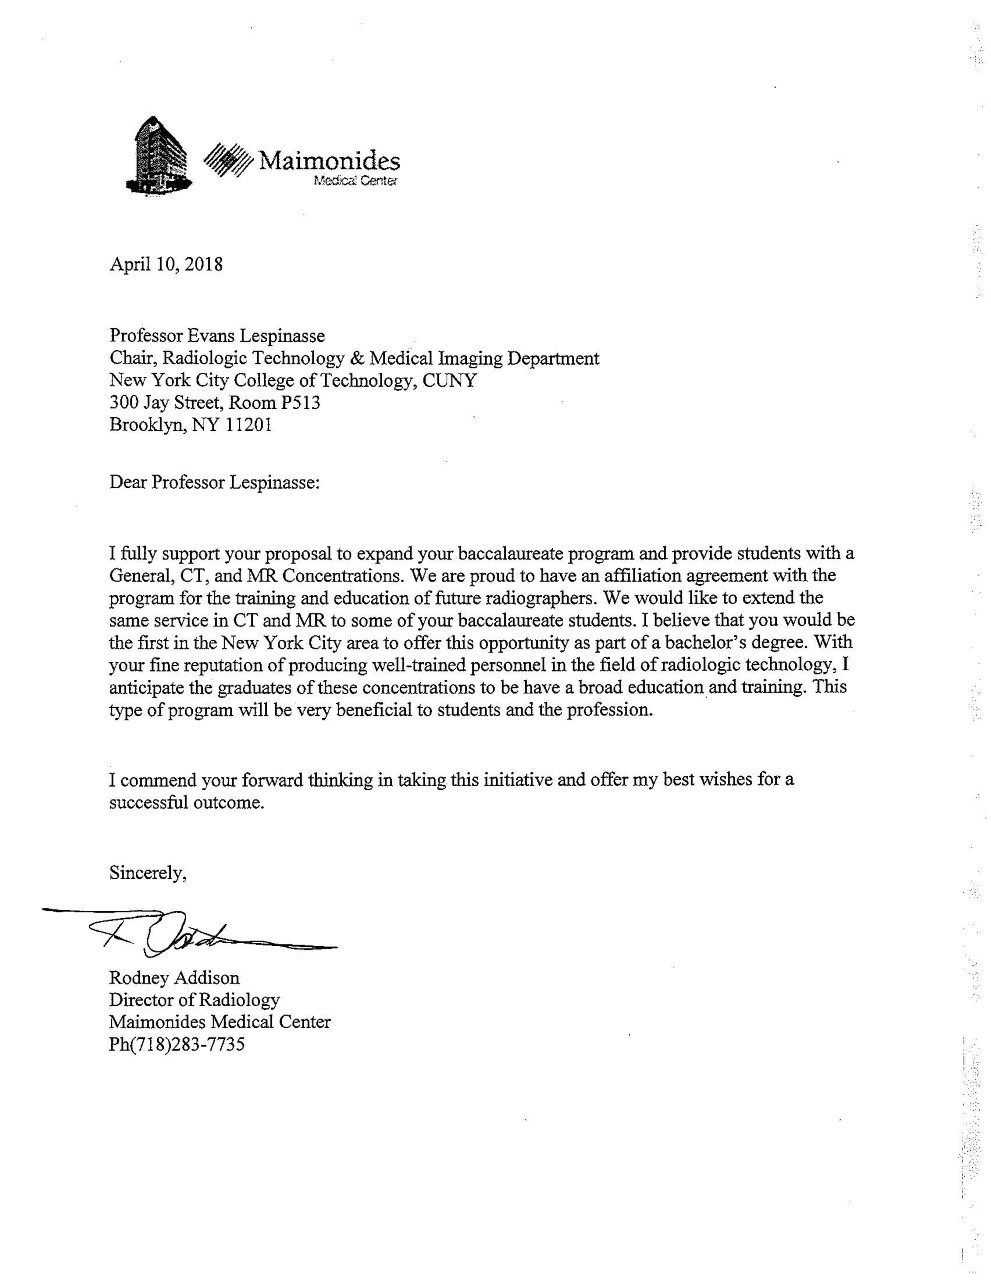 Maimonides
Medical Center
April 10, 2018
Professor Evans Lespinasse
Chair, Radiologic Technology & Medical Imaging Department
New York City College of Technology, CUNY
300 Jay Street, Room P513
Brooklyn, NY 11201
Dear Professor Lespinasse:
I fully support your proposal to expand your baccalaureate program and provide students with a
General, CT, and MR Concentrations. We are proud to have an affiliation agreement with the
program for the training and education of future radiographers. We would like to extend the
same service in CT and MR to some of your baccalaureate students. I believe that you would be
the first in the New York City area to offer this opportunity as part of a bachelor's degree. With
your fine reputation of producing well-trained personnel in the field of radiologic technology, I
anticipate the graduates of these concentrations to be have a broad education and training. This
type of program will be very beneficial to students and the profession.
I commend your forward thinking in taking this initiative and offer my best wishes for a
successful outcome.
Sincerely,
Rodney Addison
Director of Radiology
Maimonides Medical Center
Ph(718)283-7735